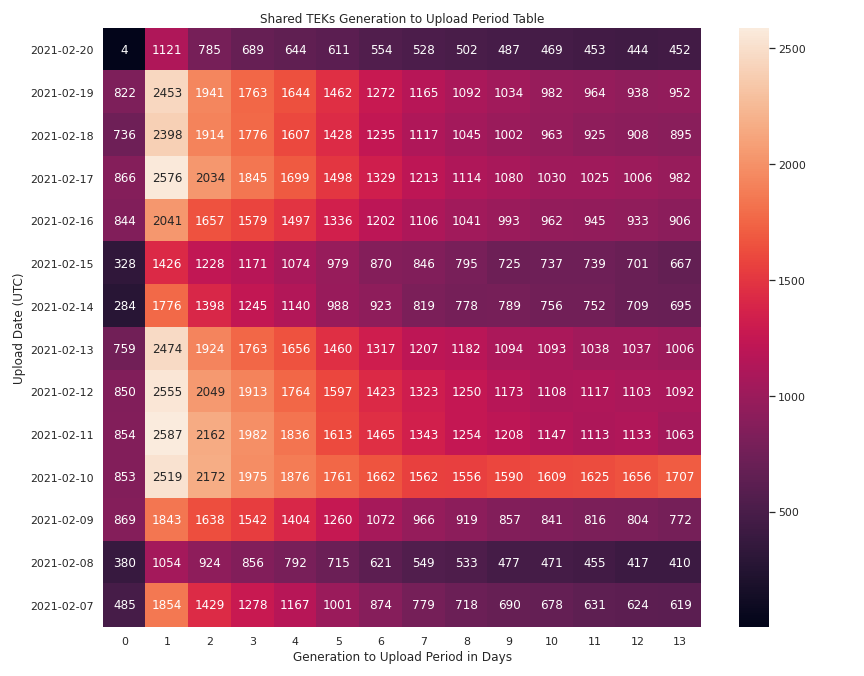 Shared TEKs Generation to Upload Period Table
2021-02-20 4 1121 785 689 644 611 554 528 502 487 469 453 444 452
2021-02-19 822 2453 1941 1763 1644 1462 1272 1165 1092 1034 982 964 938 952
2021-02-18 736 2398 1914 1776 1607 1428 1235 1117 1045 1002 963 925 908 895
2021-02-17 866 2576 2034 1845 1699 1498 1329 1213 1114 1080 1030 1025 1006 982
2021-02-16 844 2041 1657 1579 1497 1336 1202 1106 1041 993 962 945 933 906
2021-02-15 328 1426 1228 1171 1074 979 870 846 795 725 737 739 701 667
2021-02-14 284 1776 1398 1245 1140 988 923 819 778 789 756 752 709 695
2021-02-13 759 2474 1924 1763 1656 1460 1317 1207 1182 1094 1093 1038 1037 1006
2021-02-12 850 2555 2049 1913 1764 1597 1423 1323 1250 1173 1108 1117 1103 1092
2021-02-11 854 2587 2162 1982 1836 1613 1465 1343 1254 1208 1147 1113 1133 1063
2021-02-10 853 2519 2172 1975 1876 1761 1662 1562 1556 1590 1609 1625 1656 1707
2021-02-09 869 1843 1638 1542 1404 1260 1072 966 919 857 841 816 804 772
2021-02-08 380 1054 924 856 792 715 621 549 533 477 471 455 417 410
2021-02-07 485 1854 1429 1278 1167 1001 874 779 718 690 678 631 624 619
0 1 2 3 4 5 6 7 8 9 10 11 12 13
Generation to Upload Period in Days
Upload Date (UTC)
2500
2000
1500
1000
500